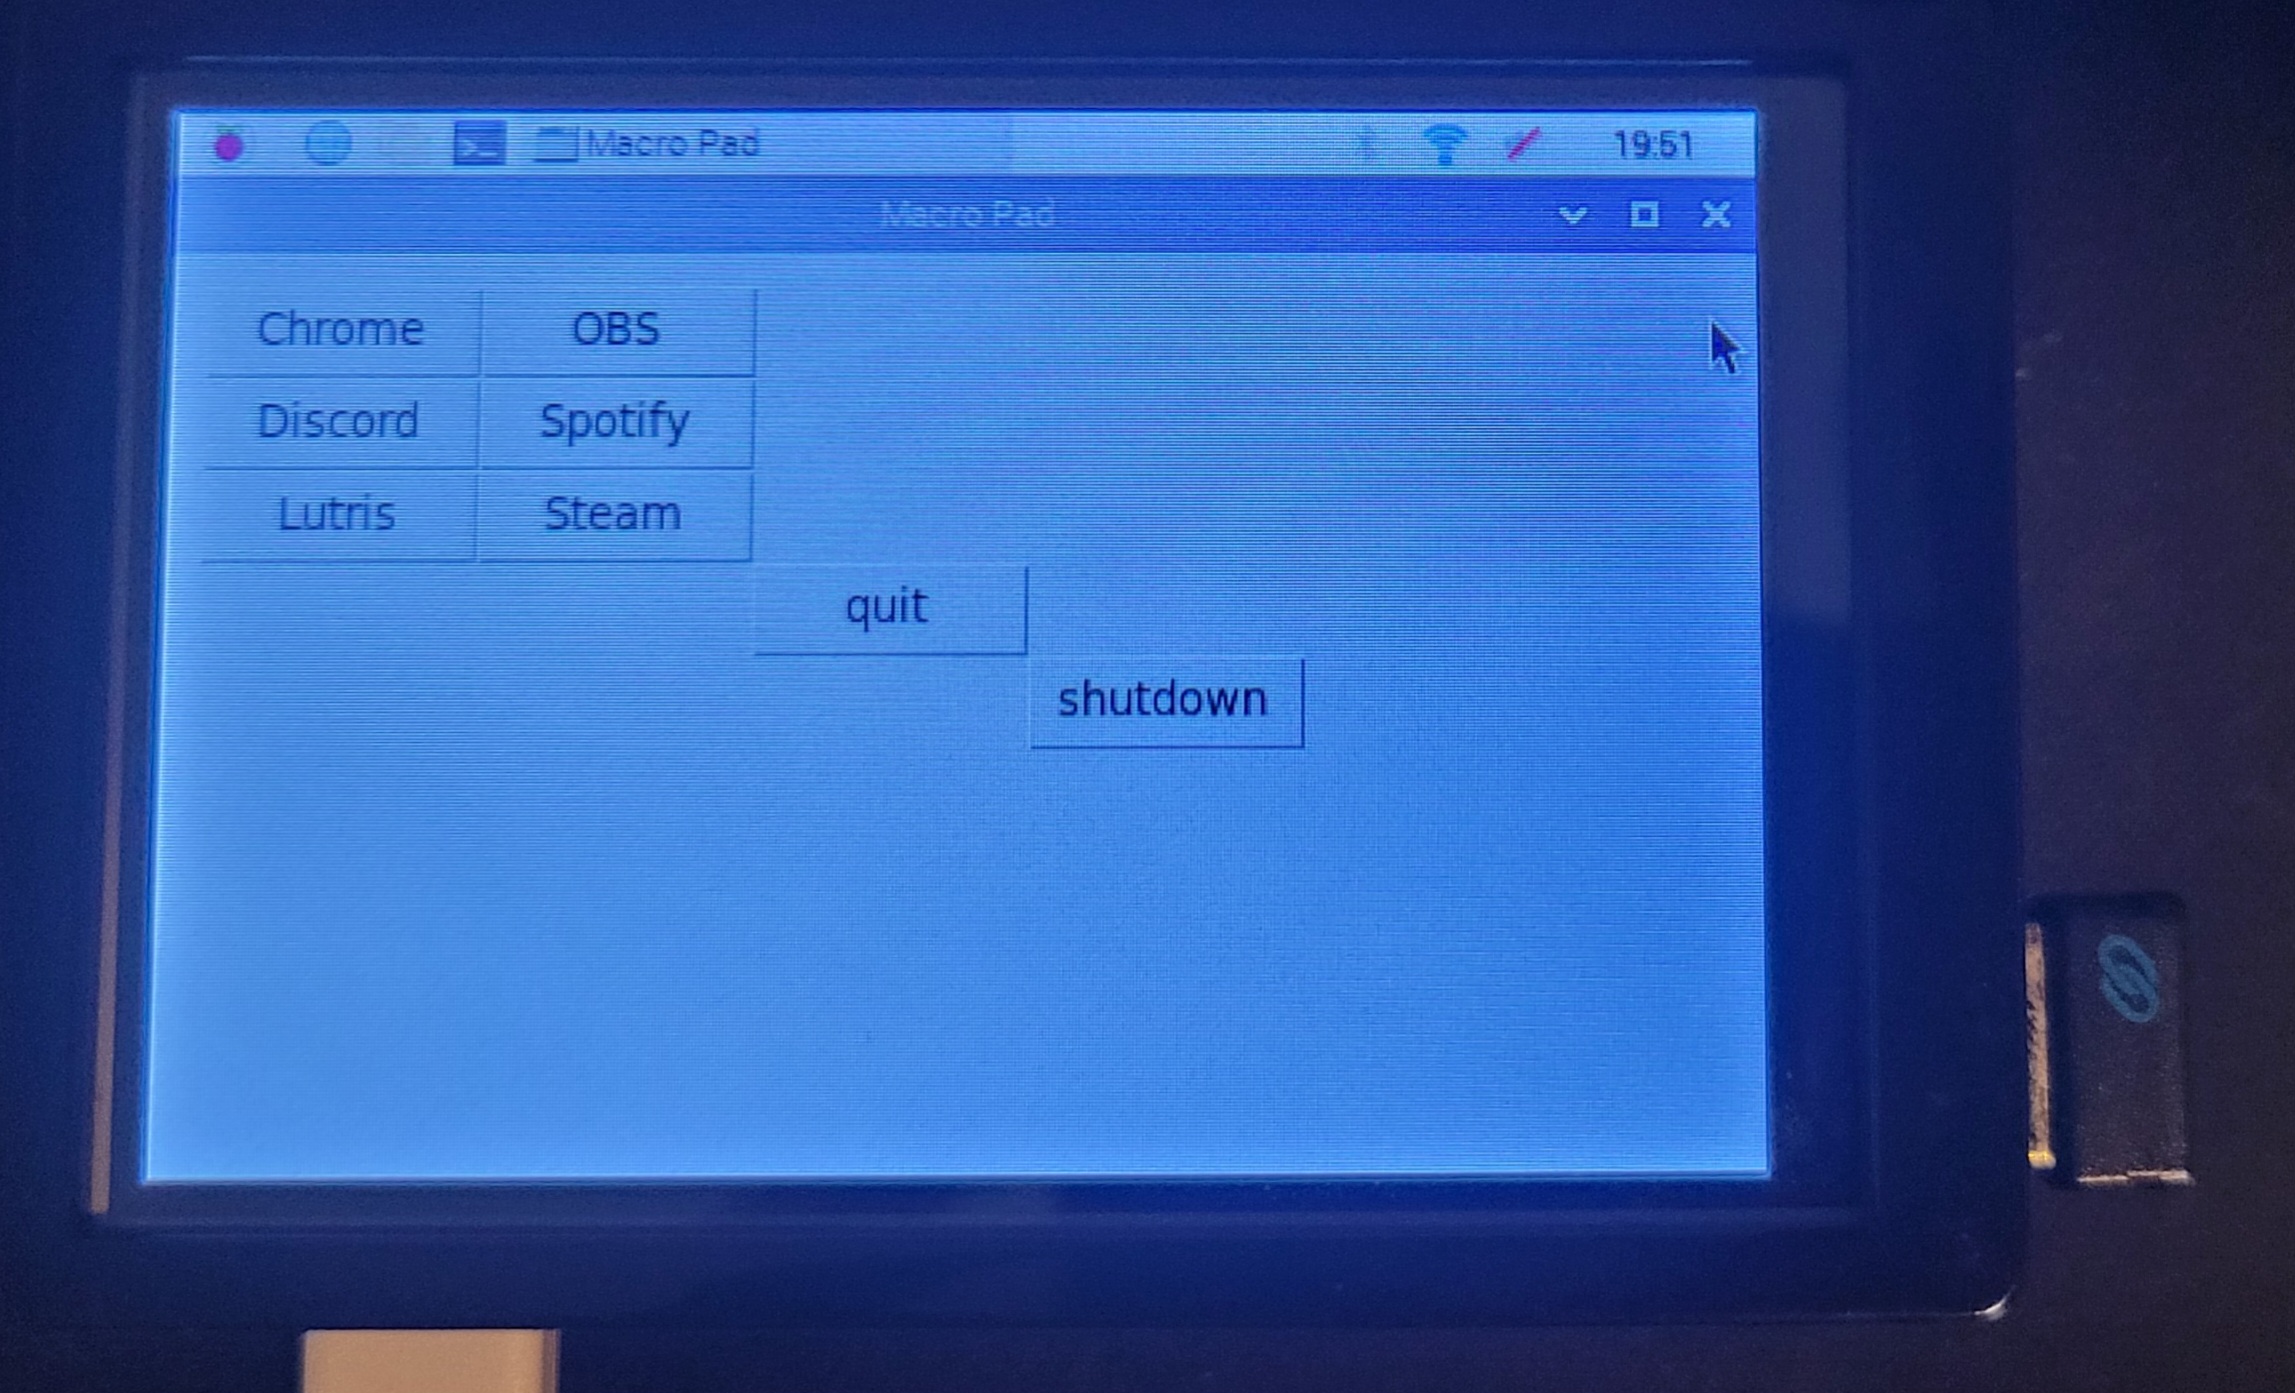 Macro Pad 19:51
Macro Pad
Chrome OBS
Discord Spotify
Lutris Steam
quit
shutdown